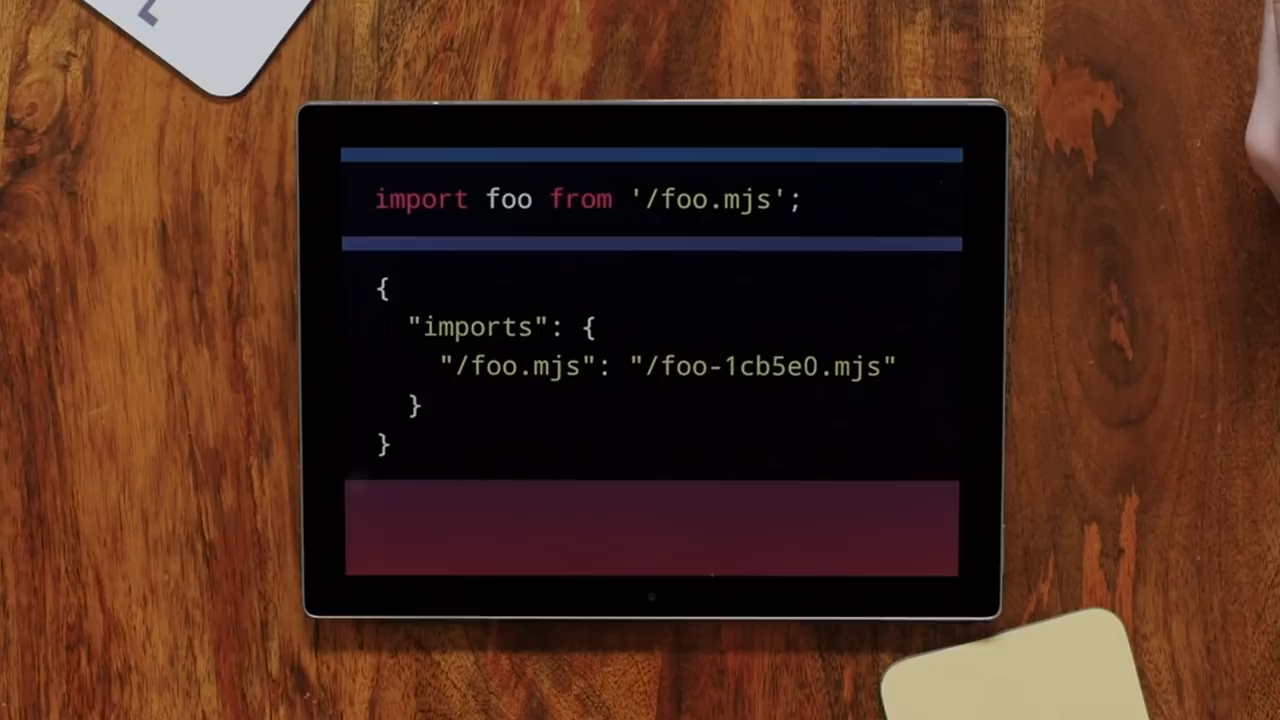 import foo from '/foo.mjs';
{
"imports": {
"/foo.mjs": "/foo-1cb5e0.mjs"
}
}